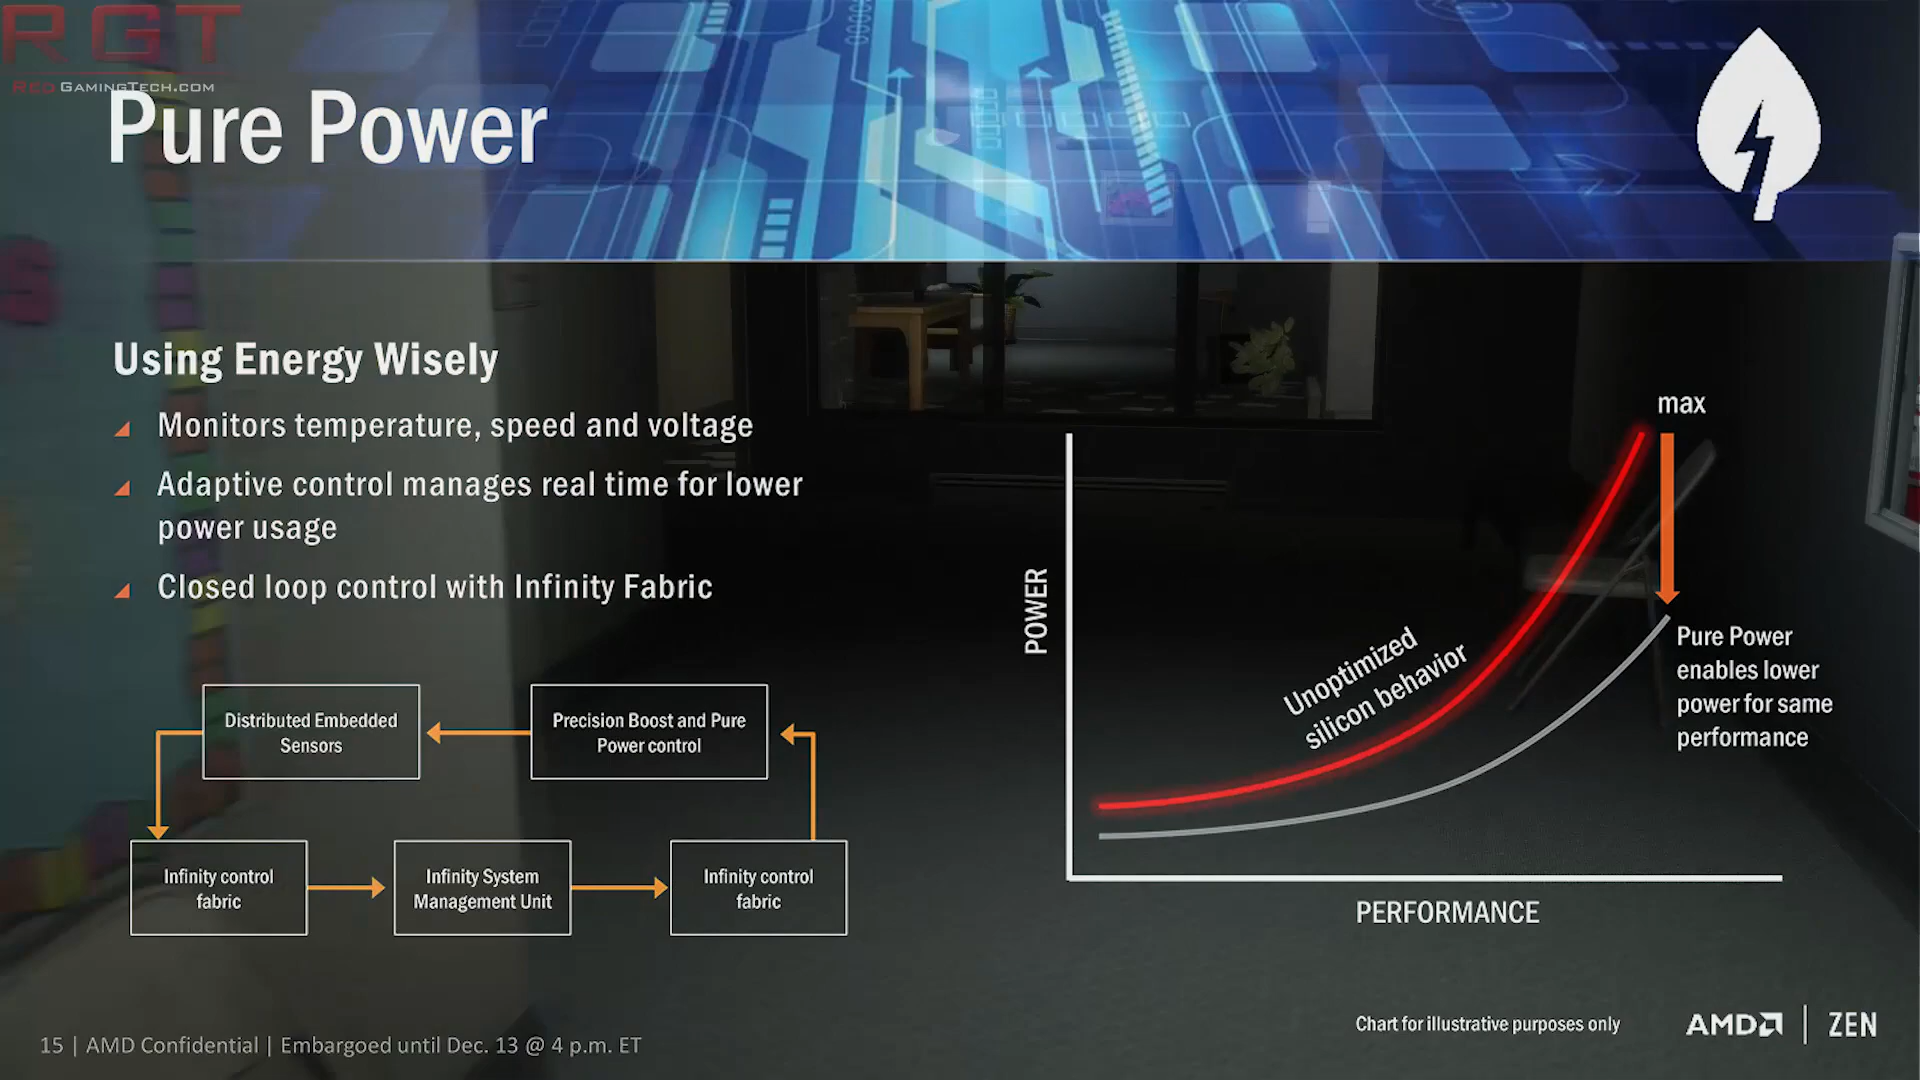 RGT
REDGAMINGTECH.COM
Pure Power
Using Energy Wisely
Monitors temperature, speed and voltage
Adaptive control manages real time for lower
power usage
Closed loop control with Infinity Fabric
Distributed Embedded
Sensors
Precision Boost and Pure
Power control
Infinity control
fabric
Infinity System
Management Unit
Infinity control
fabric
max
POWER
Unoptimized
silicon behavior
Pure Power
enables lower
power for same
performance
PERFORMANCE
Chart for illustrative purposes only
AMD | ZEN
15 | AMD Confidential | Embargoed until Dec. 13 @ 4 p.m. ET